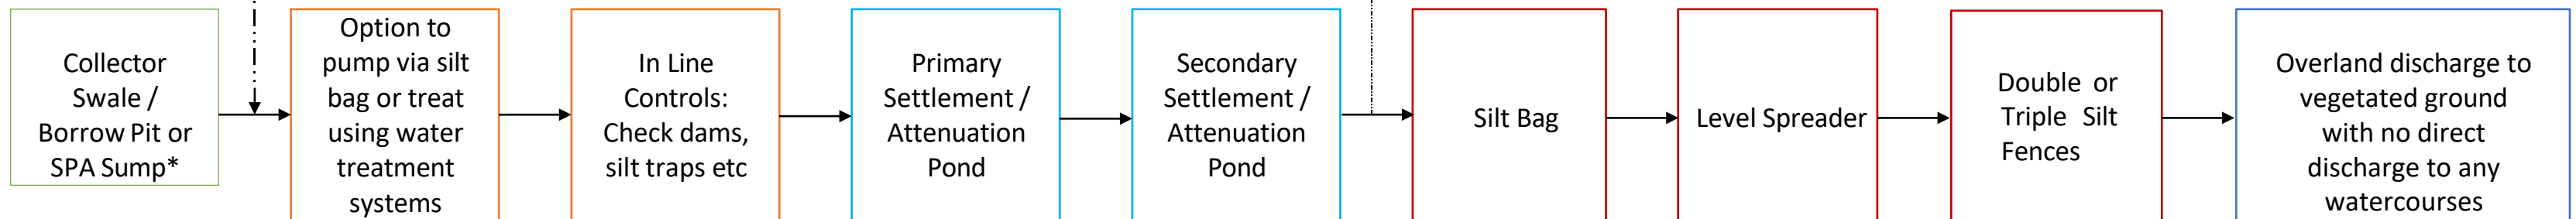 Collector
Swale /
Borrow Pit or
SPA Sump*
Option to
pump via silt
bag or treat
using water
treatment
systems
In Line
Controls:
Check dams,
silt traps etc
Primary
Settlement /
Attenuation
Pond
Secondary
Settlement /
Attenuation
Pond
Silt Bag
Level Spreader
Double or
Triple Silt
Fences
Overland discharge to
vegetated ground
with no direct
discharge to any
watercourses